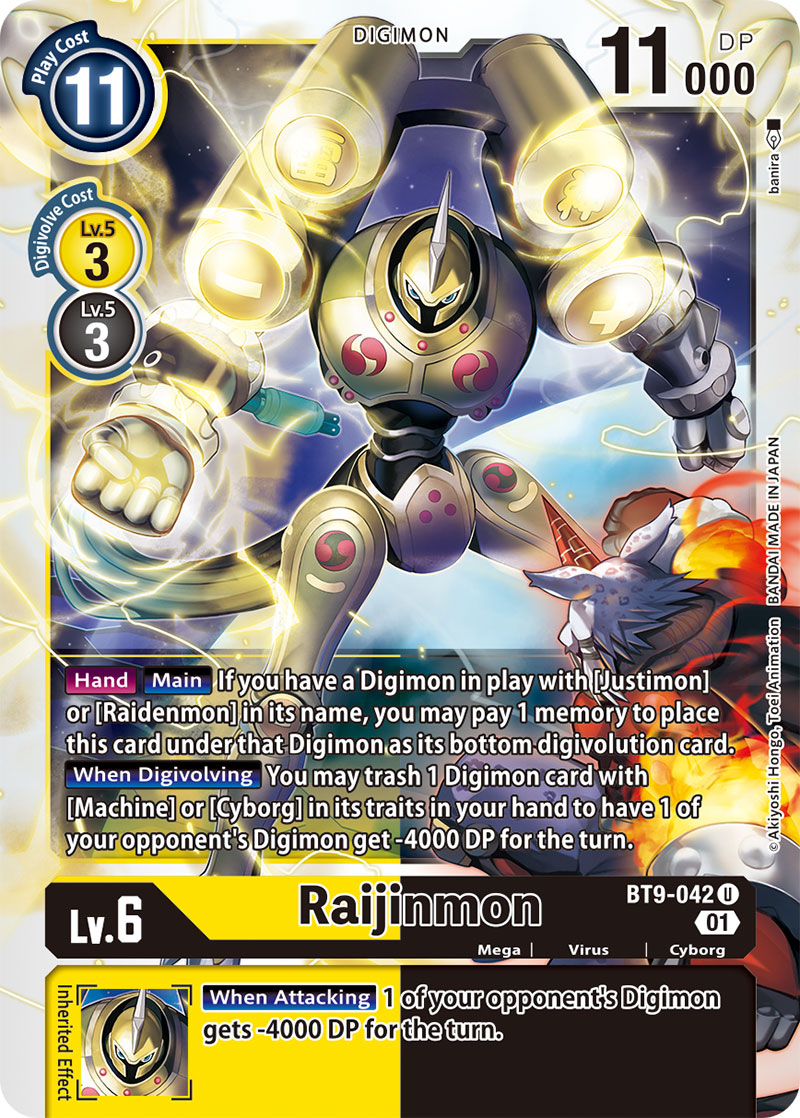 DIGIMON
Play Cost
11
11000
DP
banira
Digivolve Cost
Lv.5
3
Lv.5
3
Hand Main If you have a Digimon in play with [Justimon]
or [Raidenmon] in its name, you may pay 1 memory to place
this card under that Digimon as its bottom digivolution card.
When Digivolving You may trash 1 Digimon card with
[Machine] or [Cyborg] in its traits in your hand to have 1 of
your opponent's Digimon get -4000 DP for the turn.
©Akiyoshi Hongo, Toei Animation BANDAI MADE IN JAPAN
Lv.6
Raijinmon
BT9-042 U
01
Mega | Virus | Cyborg
Inherited Effect
When Attacking 1 of your opponent's Digimon
gets -4000 DP for the turn.